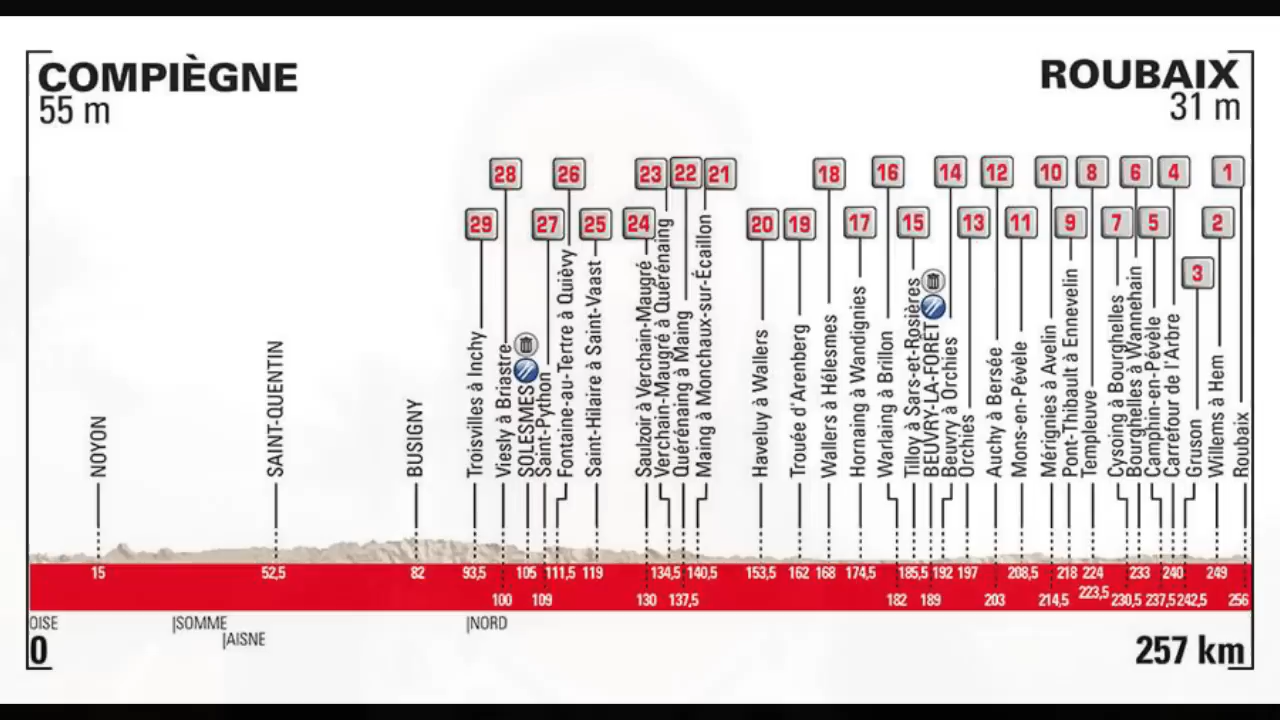 COMPIÈGNE
55 m
ROUBAIX
31 m
28
26
23
22
21
18
16
14
12
10
8
6
4
1
29
27
25
24
20
19
17
15
13
11
9
7
5
2
3
NOYON
SAINT-QUENTIN
BUSIGNY
Troisvilles à Inchy
Viesly à Briastre
SOLESMES
Saint-Python
Fontaine-au-Tertre à Quiévy
Saint-Hilaire à Saint-Vaast
Saulzoir à Verchain-Maugré
Verchain-Maugré à Quérénaing
Quérénaing à Maing
Maing à Monchaux-sur-Écaillon
Haveluy à Wallers
Trouée d'Arenberg
Wallers à Hélesmes
Hornaing à Wandignies
Warlaing à Brillon
Tilloy à Sars-et-Rosières
BEUVRY-LA-FORÊT
Beuvry à Orchies
Orchies
Auchy à Bersée
Mons-en-Pévèle
Mérignies à Avelin
Pont-Thibault à Ennevelin
Templeuve
Cysoing à Bourghelles
Bourghelles à Wannehain
Camphin-en-Pévèle
Carrefour de l'Arbre
Gruson
Willems à Hem
Roubaix
15
52,5
82
93,5
105
111,5
119
134,5
140,5
153,5
162
168
174,5
185,5
192
197
208,5
218
224
233
240
249
100
109
130
137,5
182
189
203
214,5
223,5
230,5
237,5
242,5
256
OISE
|SOMME
|AISNE
|NORD
0
257 km